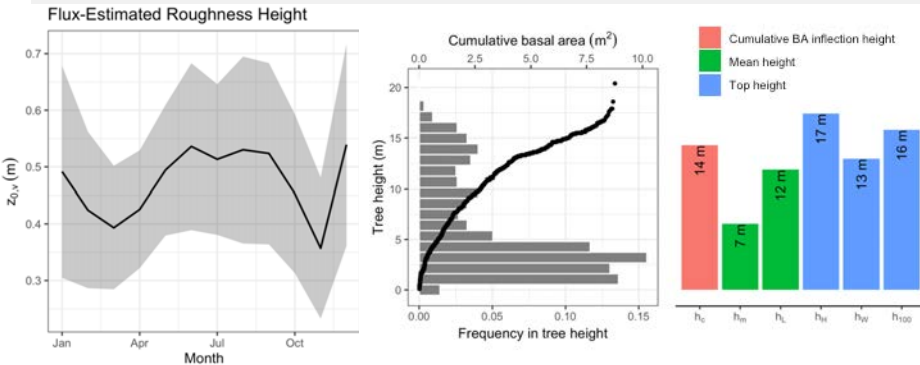 Flux-Estimated Roughness Height
0.7
0.6
0.5
0.4
0.3
z0,v (m)
Jan
Apr
Jul
Oct
Month
Cumulative basal area (m²)
0.0
2.5
5.0
7.5
10.0
20
15
10
5
0
Tree height (m)
0.00
0.05
0.10
0.15
Frequency in tree height
Cumulative BA inflection height
Mean height
Top height
14 m
7 m
12 m
17 m
13 m
16 m
hc
hm
hL
hH
hW
h100